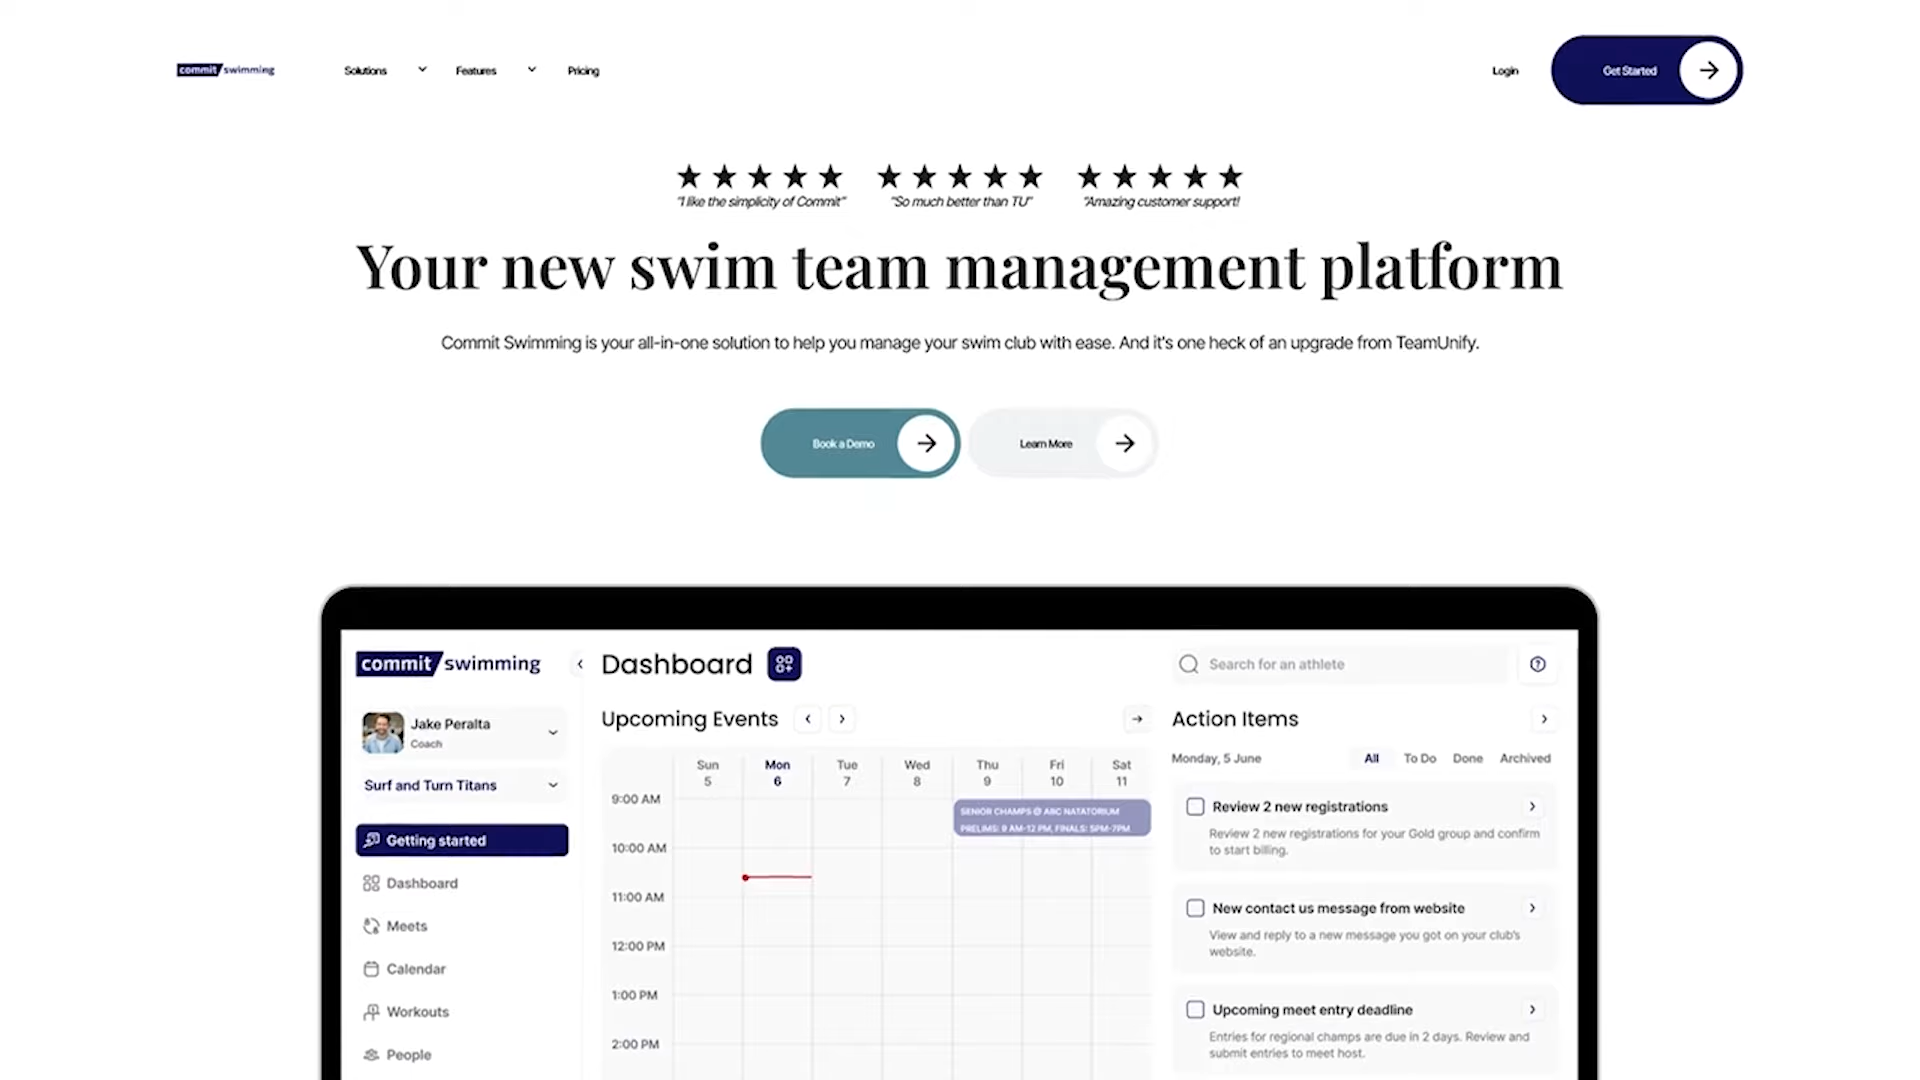 commit swimming
Solutions
Features
Pricing
Login
Get Started
"I like the simplicity of Commit"
"So much better than TU"
"Amazing customer support!
Your new swim team management platform
Commit Swimming is your all-in-one solution to help you manage your swim club with ease. And it's one heck of an upgrade from TeamUnify.
Book a Demo
Learn More
commit swimming
Dashboard
Search for an athlete
Jake Peralta
Coach
Surf and Turn Titans
Getting started
Dashboard
Meets
Calendar
Workouts
People
Upcoming Events
Sun Mon Tue Wed Thu Fri Sat
5 6 7 8 9 10 11
9:00 AM
SENIOR CHAMPS @ ABC NATATORIUM
PRELIMS: 9 AM-12 PM, FINALS: 5PM-7PM
10:00 AM
11:00 AM
12:00 PM
1:00 PM
2:00 PM
Action Items
Monday, 5 June
All To Do Done Archived
Review 2 new registrations
Review 2 new registrations for your Gold group and confirm
to start billing.
New contact us message from website
View and reply to a new message you got on your club's
website.
Upcoming meet entry deadline
Entries for regional champs are due in 2 days. Review and
submit entries to meet host.